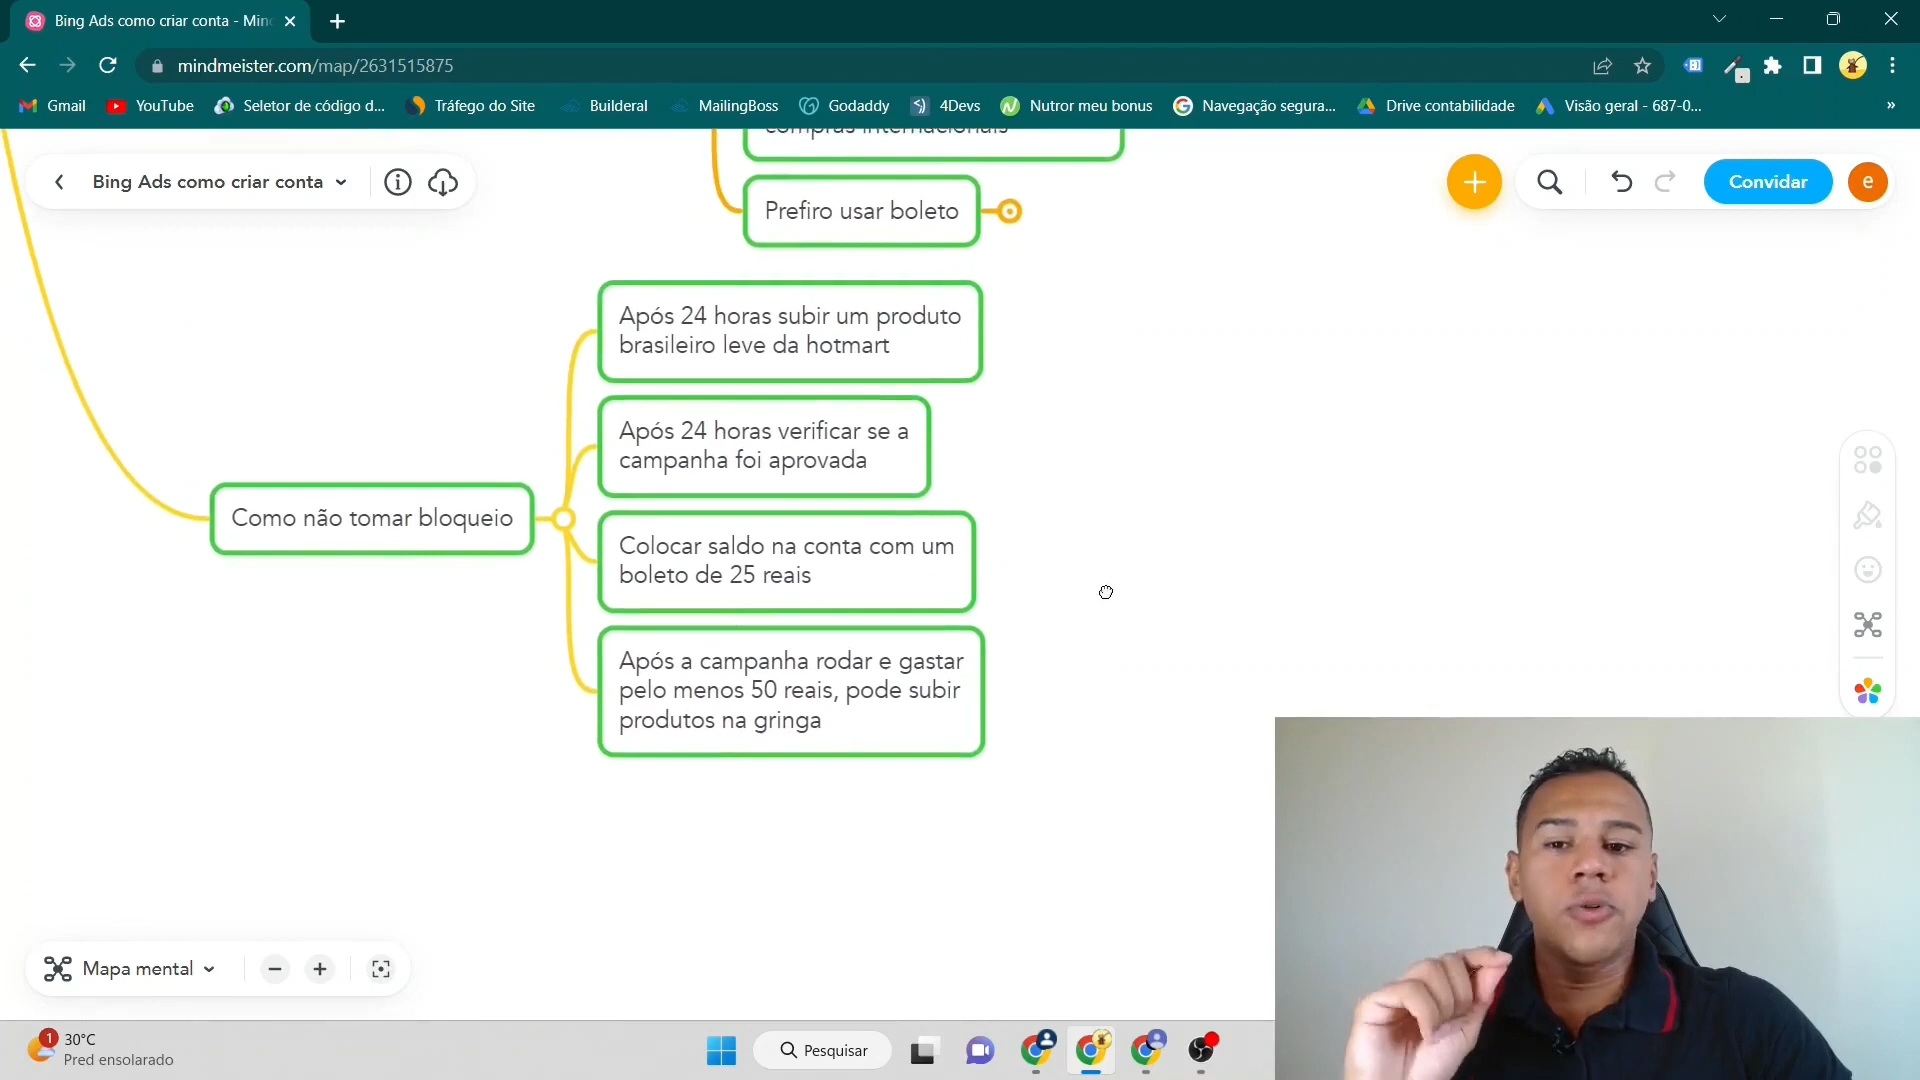 Bing Ads como criar conta - Min
mindmeister.com/map/2631515875
Gmail
YouTube
Seletor de código d...
Tráfego do Site
Builderal
MailingBoss
Godaddy
4Devs
Nutror meu bonus
Navegação segura...
Drive contabilidade
Visão geral - 687-0...
»
compras internacionais
Bing Ads como criar conta
Convidar
e
Prefiro usar boleto
Após 24 horas subir um produto
brasileiro leve da hotmart
Após 24 horas verificar se a
campanha foi aprovada
Como não tomar bloqueio
Colocar saldo na conta com um
boleto de 25 reais
Após a campanha rodar e gastar
pelo menos 50 reais, pode subir
produtos na gringa
Mapa mental
1
30°C
Pred ensolarado
Pesquisar